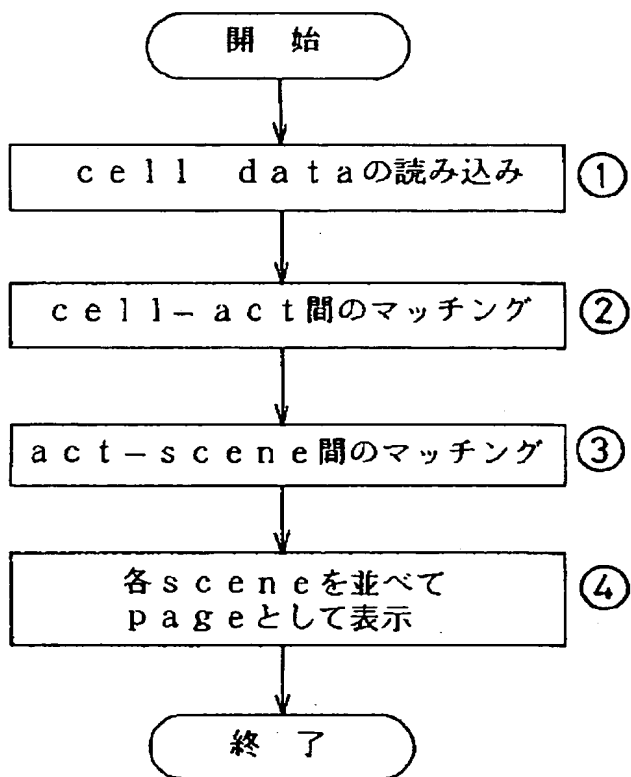 開始
cell dataの読み込み ①
cell-act間のマッチング ②
act-scene間のマッチング ③
各sceneを並べて
pageとして表示 ④
終了